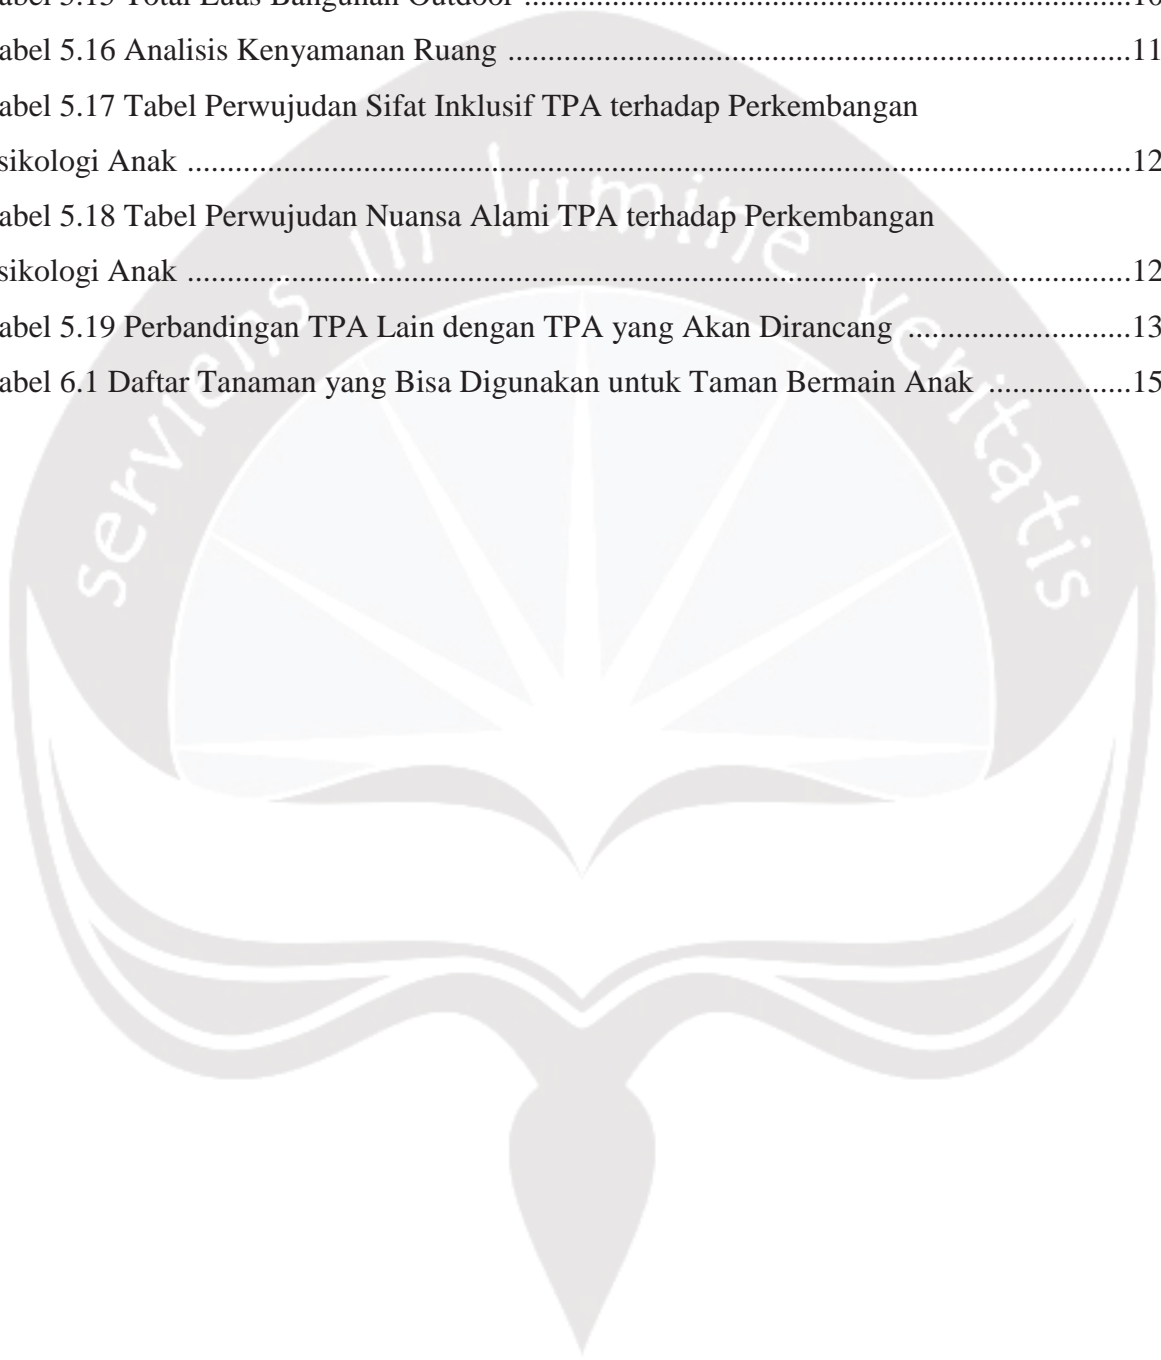 abel 5.15 Total Luas Bangunan Outdoor ............................................................................10
abel 5.16 Analisis Kenyamanan Ruang ..............................................................................11
abel 5.17 Tabel Perwujudan Sifat Inklusif TPA terhadap Perkembangan
sikologi Anak ......................................................................................................................12
abel 5.18 Tabel Perwujudan Nuansa Alami TPA terhadap Perkembangan
sikologi Anak ......................................................................................................................12
abel 5.19 Perbandingan TPA Lain dengan TPA yang Akan Dirancang ............................13
abel 6.1 Daftar Tanaman yang Bisa Digunakan untuk Taman Bermain Anak ..................15
serviens in lumine veritatis